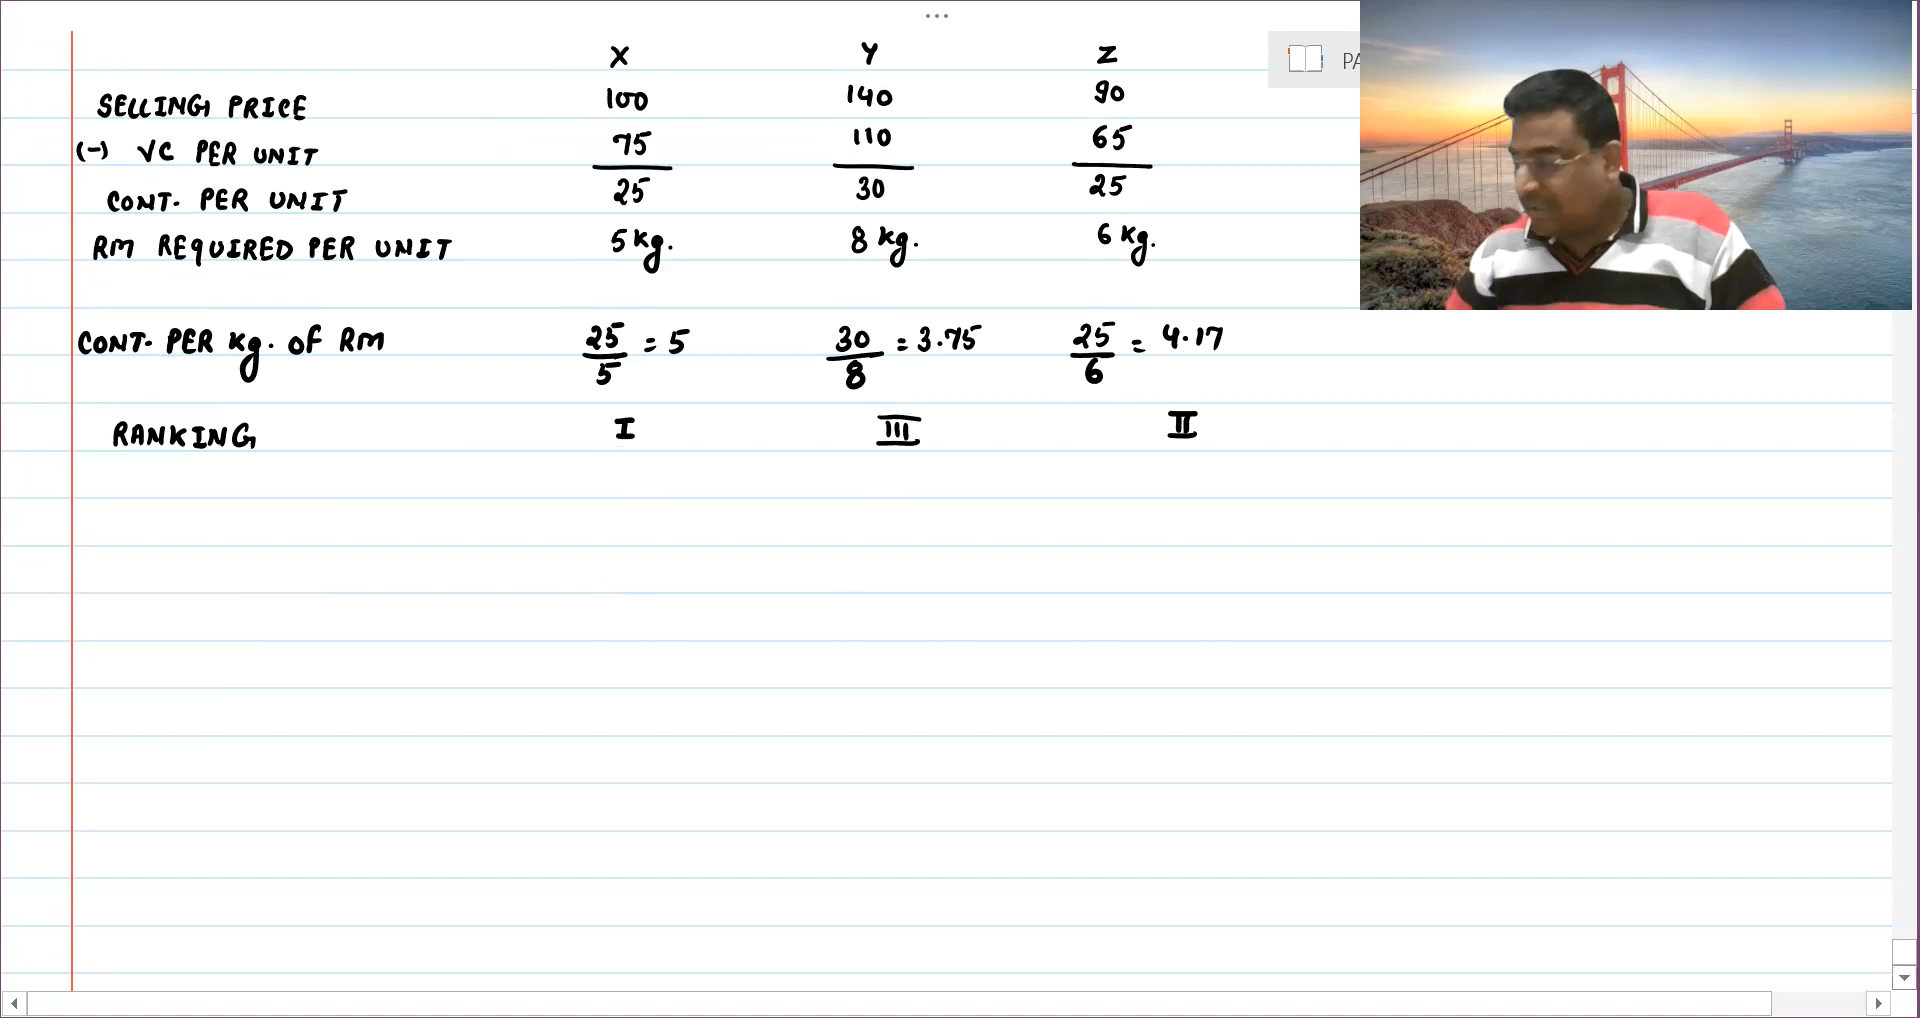 X Y Z
SELLING PRICE 100 140 90
(-) VC PER UNIT 75 110 65
CONT. PER UNIT 25 30 25
RM REQUIRED PER UNIT 5 kg. 8 kg. 6 kg.
CONT. PER kg. of RM 25/5 = 5 30/8 = 3.75 25/6 = 4.17
RANKING I III II